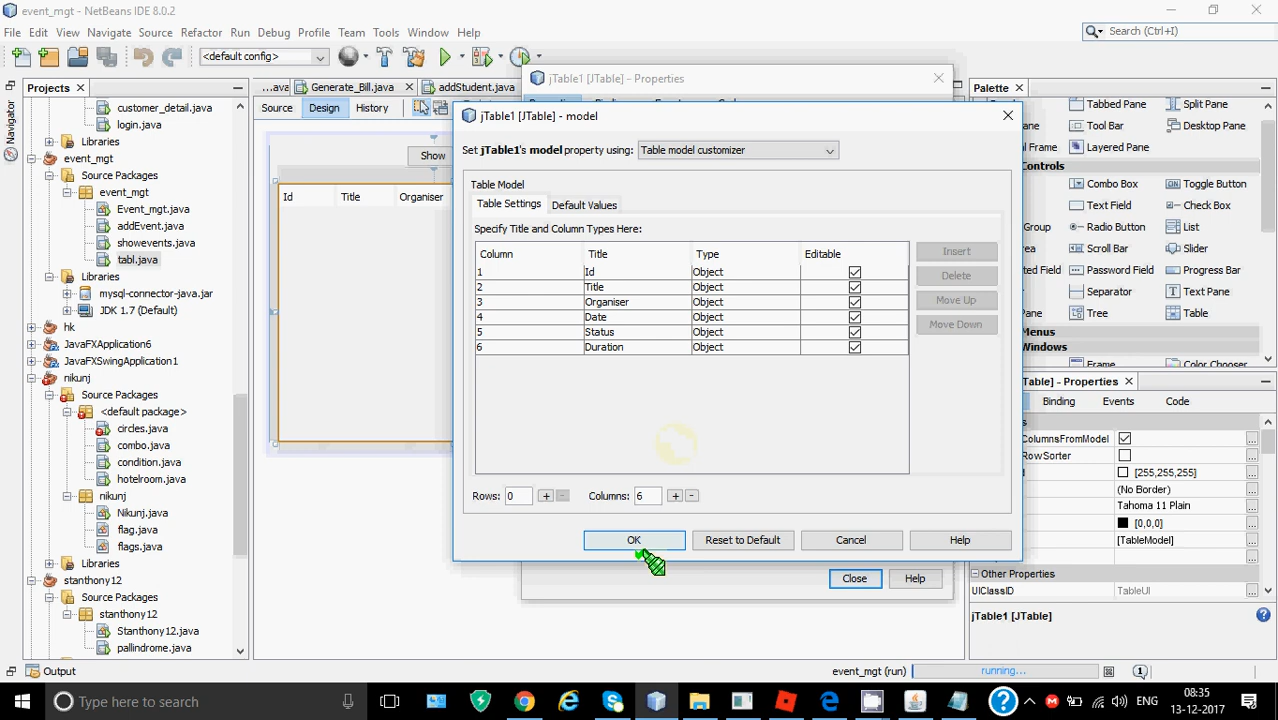 event_mgt - NetBeans IDE 8.0.2
File Edit View Navigate Source Refactor Run Debug Profile Team Tools Window Help
Search (Ctrl+I)
<default config>
Projects
Navigator
customer_detail.java
login.java
Libraries
event_mgt
Source Packages
event_mgt
Event_mgt.java
addEvent.java
showevents.java
tabl.java
Libraries
mysql-connector-java.jar
JDK 1.7 (Default)
hk
JavaFXApplication6
JavaFXSwingApplication1
nikunj
Source Packages
<default package>
circles.java
combo.java
condition.java
hotelroom.java
nikunj
Nikunj.java
flag.java
flags.java
Libraries
stanthony12
Source Packages
stanthony12
Stanthony12.java
pallindrome.java
...ava Generate_Bill.java addStudent.java
Source Design History
Show
Id Title Organiser
jTable1 [JTable] - Properties
jTable1 [JTable] - model
Set jTable1's model property using: Table model customizer
Table Model
Table Settings Default Values
Specify Title and Column Types Here:
Column Title Type Editable
1 Id Object
2 Title Object
3 Organiser Object
4 Date Object
5 Status Object
6 Duration Object
Insert
Delete
Move Up
Move Down
Rows: 0 + - Columns: 6 + -
OK Reset to Default Cancel Help
Close Help
Palette
Tabbed Pane Split Pane
Pane Tool Bar Desktop Pane
al Frame Layered Pane
Controls
Combo Box Toggle Button
Text Field Check Box
Group Radio Button List
Scroll Bar Slider
ted Field Password Field Progress Bar
Separator Text Pane
Pane Tree Table
Menus
Windows
Frame Color Chooser
Table] - Properties
Binding Events Code
ColumnsFromModel
RowSorter
d [255,255,255]
(No Border)
Tahoma 11 Plain
[0,0,0]
[TableModel]
Other Properties
UIClassID TableUI
jTable1 [JTable]
Output
event_mgt (run) running...
1
Type here to search
ENG
08:35
13-12-2017